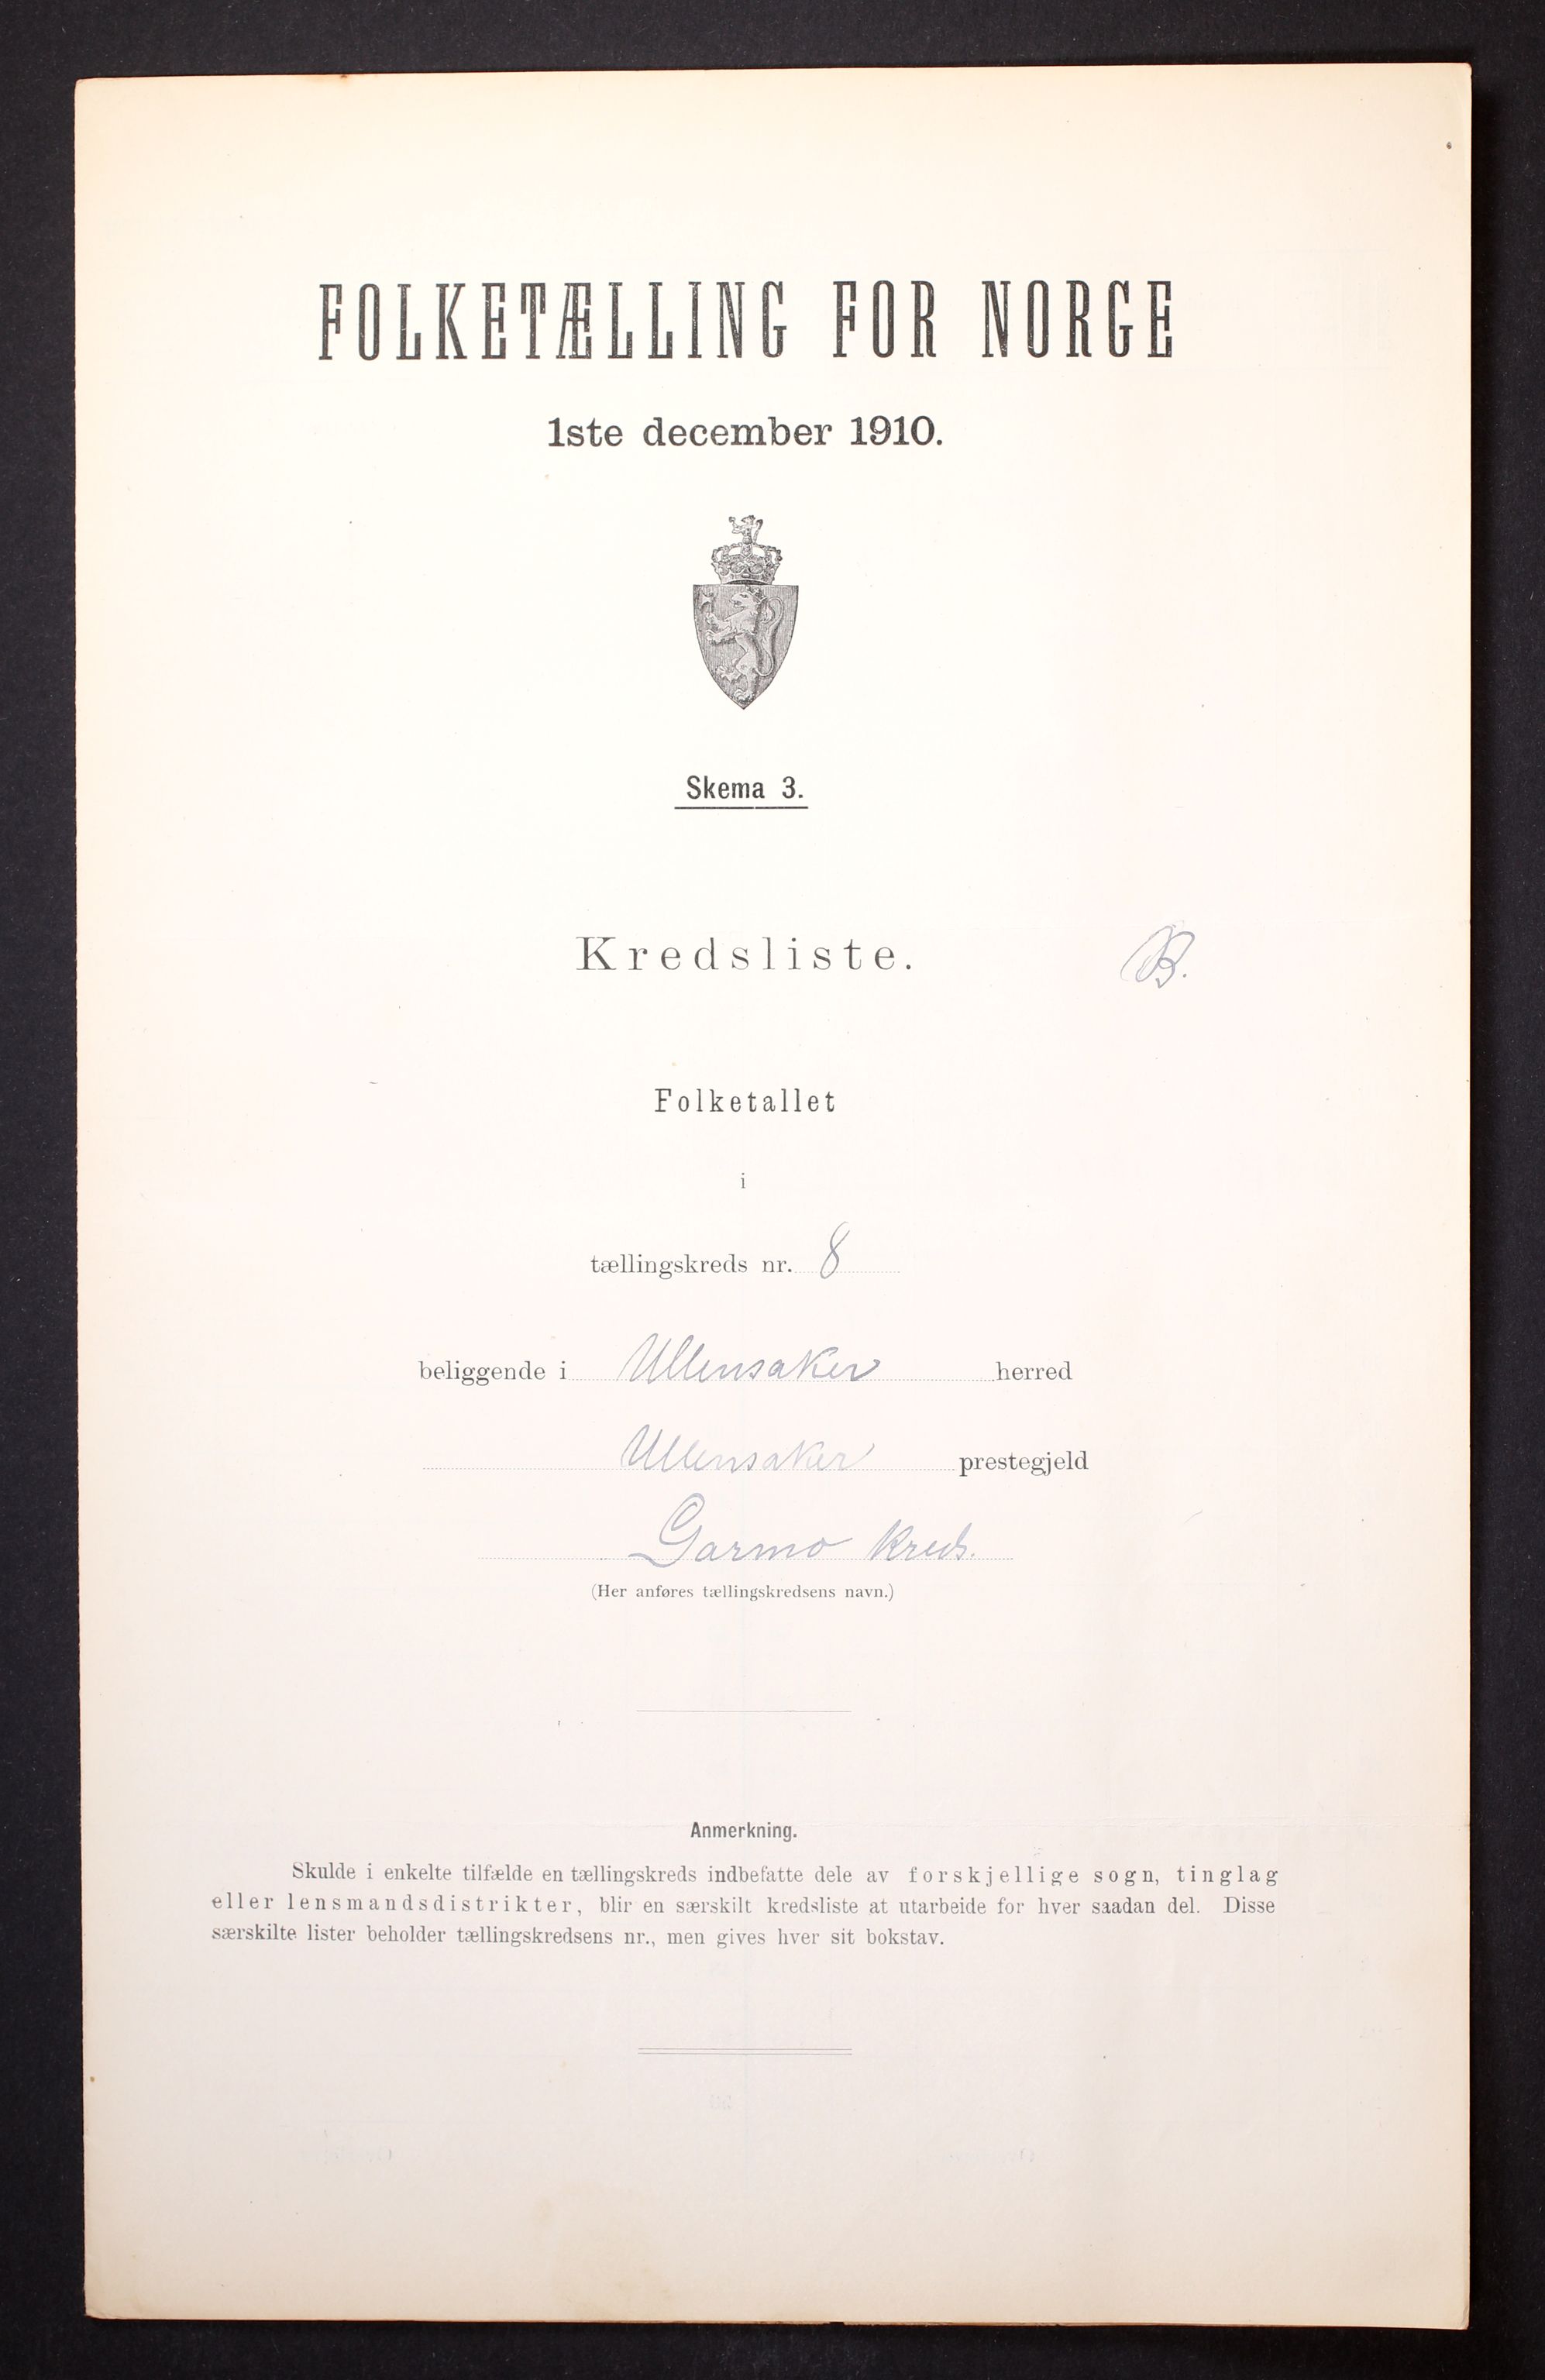 FOLKETÆLLING FOR NORGE
1ste december 1910.
Skema 3.
Kredsliste.
B.
Folketallet
i
tællingskreds nr. 8
beliggende i Ullensaker herred
Ullensaker prestegjeld
Garmo Kreds.
(Her anføres tællingskredsens navn.)
Anmerkning.
Skulde i enkelte tilfælde en tællingskreds indbefatte dele av forskjellige sogn, tinglag
eller lensmandsdistrikter, blir en særskilt kredsliste at utarbeide for hver saadan del. Disse
særskilte lister beholder tællingskredsens nr., men gives hver sit bokstav.